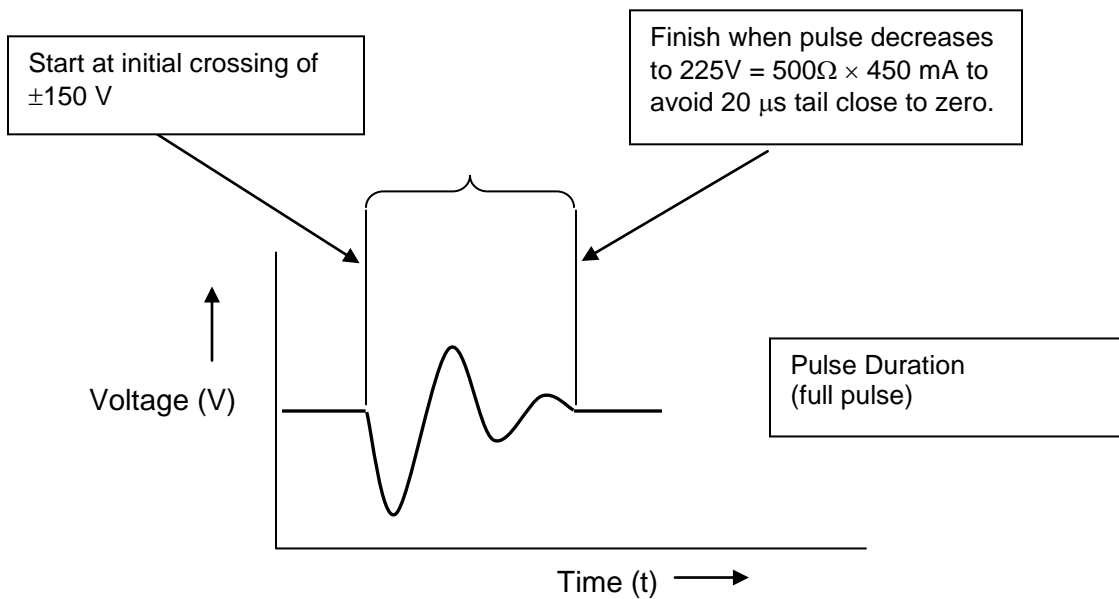 Start at initial crossing of
±150 V
Finish when pulse decreases
to 225V = 500Ω × 450 mA to
avoid 20 μs tail close to zero.
Voltage (V)
Pulse Duration
(full pulse)
Time (t)